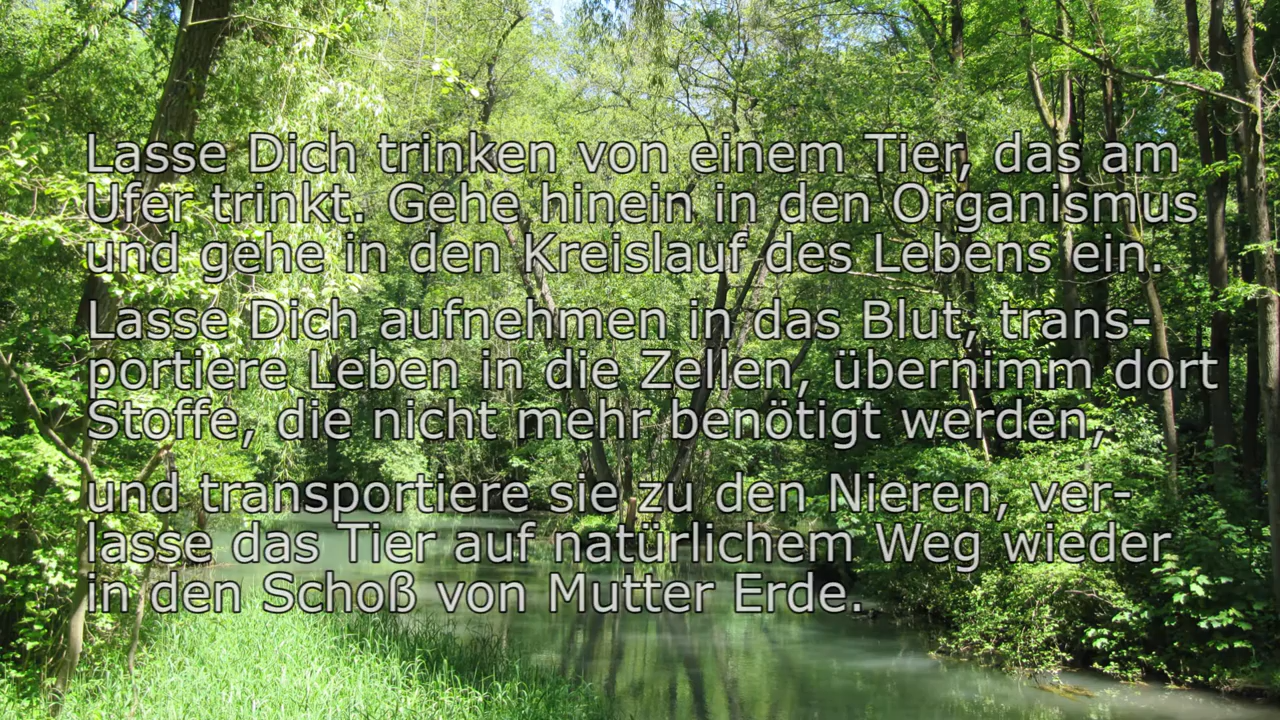 Lasse Dich trinken von einem Tier, das am
Ufer trinkt. Gehe hinein in den Organismus
und gehe in den Kreislauf des Lebens ein.
Lasse Dich aufnehmen in das Blut, trans-
portiere Leben in die Zellen, übernimm dort
Stoffe, die nicht mehr benötigt werden,
und transportiere sie zu den Nieren, ver-
lasse das Tier auf natürlichem Weg wieder
in den Schoß von Mutter Erde.